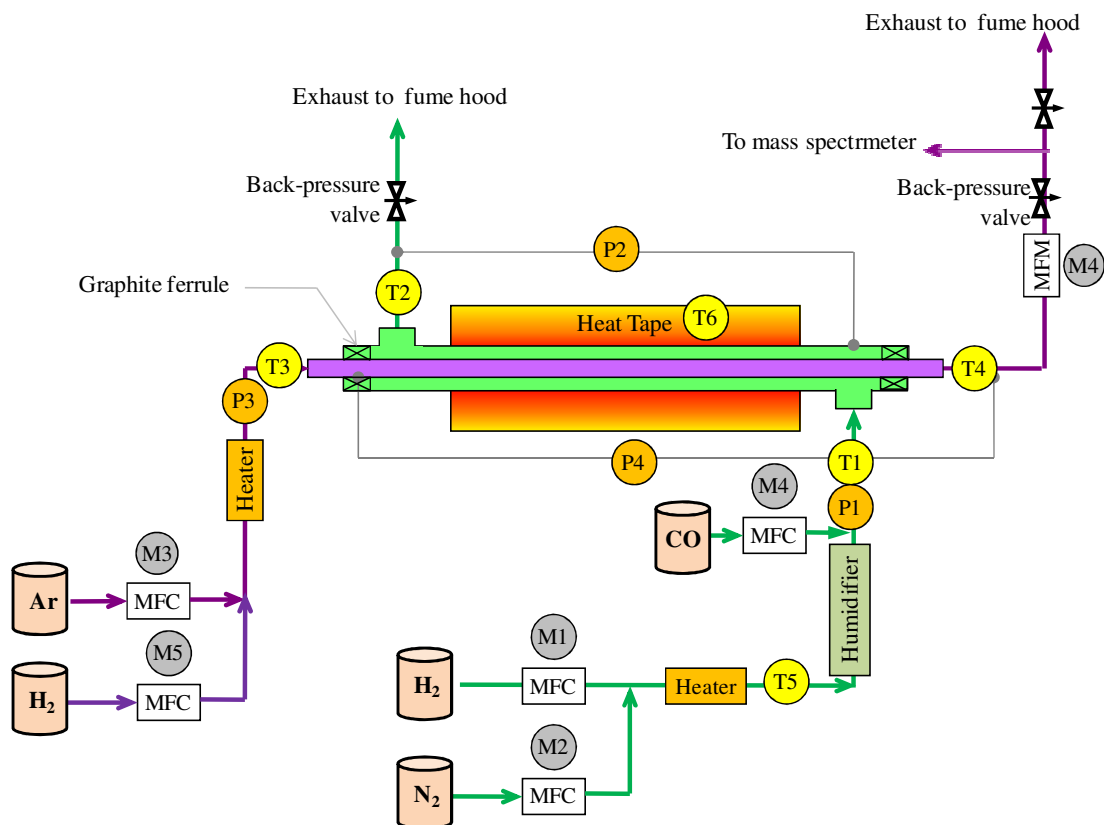 Exhaust to fume hood
Exhaust to fume hood
To mass spectrmeter
Back-pressure
valve
Back-pressure
valve
MFM
M4
P2
Graphite ferrule
T2
Heat Tape
T6
T3
T4
P3
P4
T1
Heater
M4
P1
CO
MFC
M3
Ar
MFC
Humidifier
M5
M1
H2
MFC
H2
MFC
Heater
T5
M2
N2
MFC